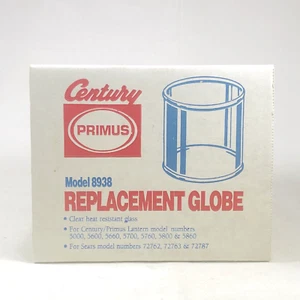 Century
PRIMUS
Model 8938
REPLACEMENT GLOBE
• Clear heat resistant glass
• For Century/Primus Lantern model numbers
5000, 5600, 5660, 5700, 5760, 5800 & 5860
• For Sears model numbers 72762, 72783 & 72787